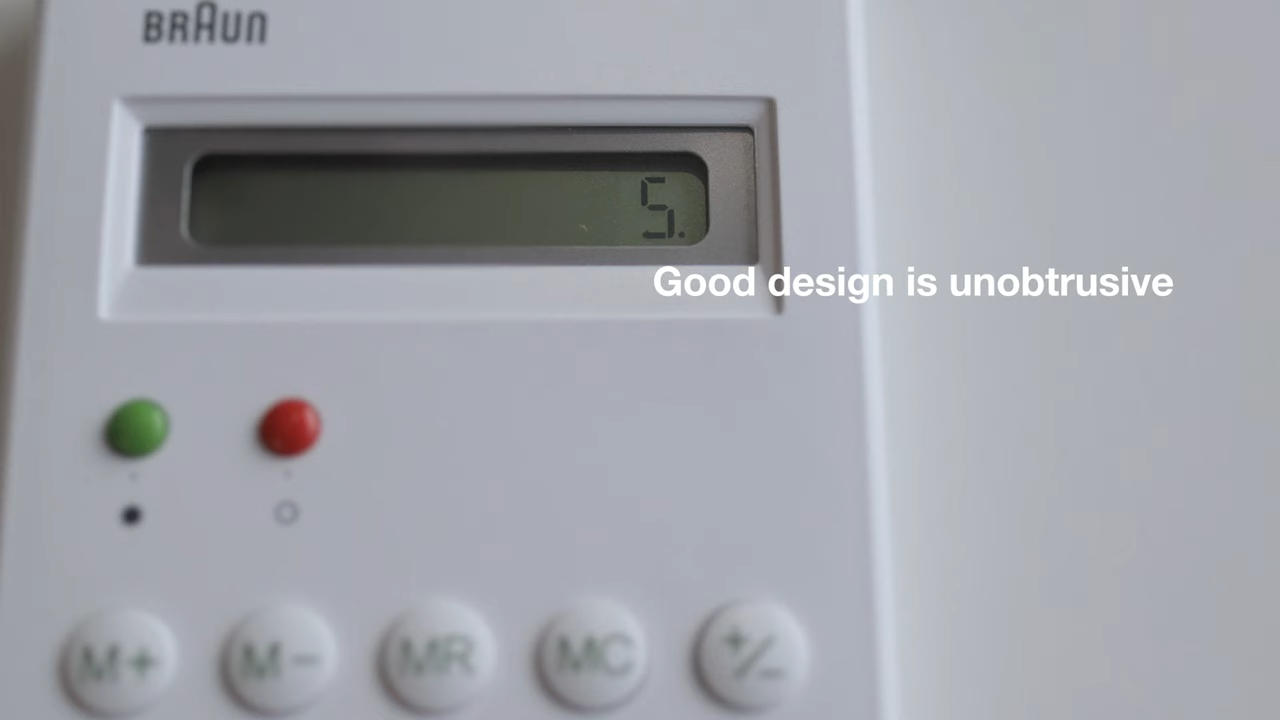 BRAUN
5.
Good design is unobtrusive
M+ M− MR MC +/−